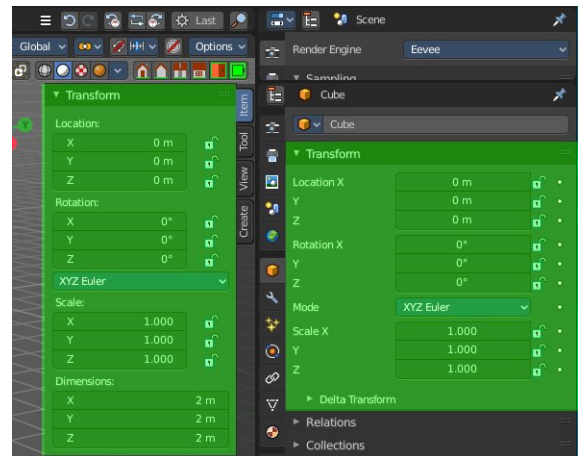 Last
Global
Options
Transform
Location:
X 0 m
Y 0 m
Z 0 m
Rotation:
X 0°
Y 0°
Z 0°
XYZ Euler
Scale:
X 1.000
Y 1.000
Z 1.000
Dimensions:
X 2 m
Y 2 m
Z 2 m
Y
Item
Tool
View
Create
Scene
Render Engine Eevee
Sampling
Cube
Cube
Transform
Location X 0 m
Y 0 m
Z 0 m
Rotation X 0°
Y 0°
Z 0°
Mode XYZ Euler
Scale X 1.000
Y 1.000
Z 1.000
Delta Transform
Relations
Collections